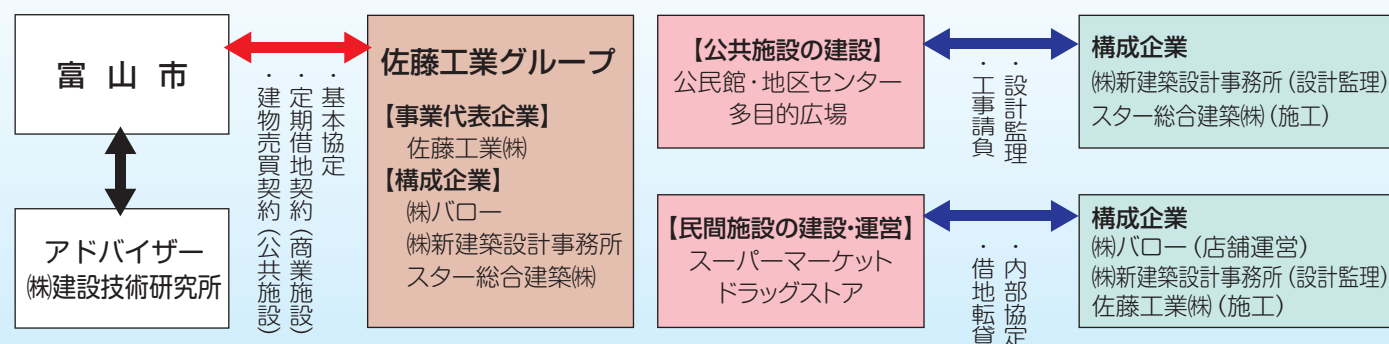 富山市
アドバイザー
㈱建設技術研究所
・基本協定
・定期借地契約(商業施設)
・建物売買契約(公共施設)
佐藤工業グループ
【事業代表企業】
佐藤工業㈱
【構成企業】
㈱バロー
㈱新建築設計事務所
スター総合建築㈱
【公共施設の建設】
公民館・地区センター
多目的広場
・設計監理
・工事請負
構成企業
㈱新建築設計事務所(設計監理)
スター総合建築㈱(施工)
【民間施設の建設・運営】
スーパーマーケット
ドラッグストア
・内部協定
・借地転貸
構成企業
㈱バロー(店舗運営)
㈱新建築設計事務所(設計監理)
佐藤工業㈱(施工)